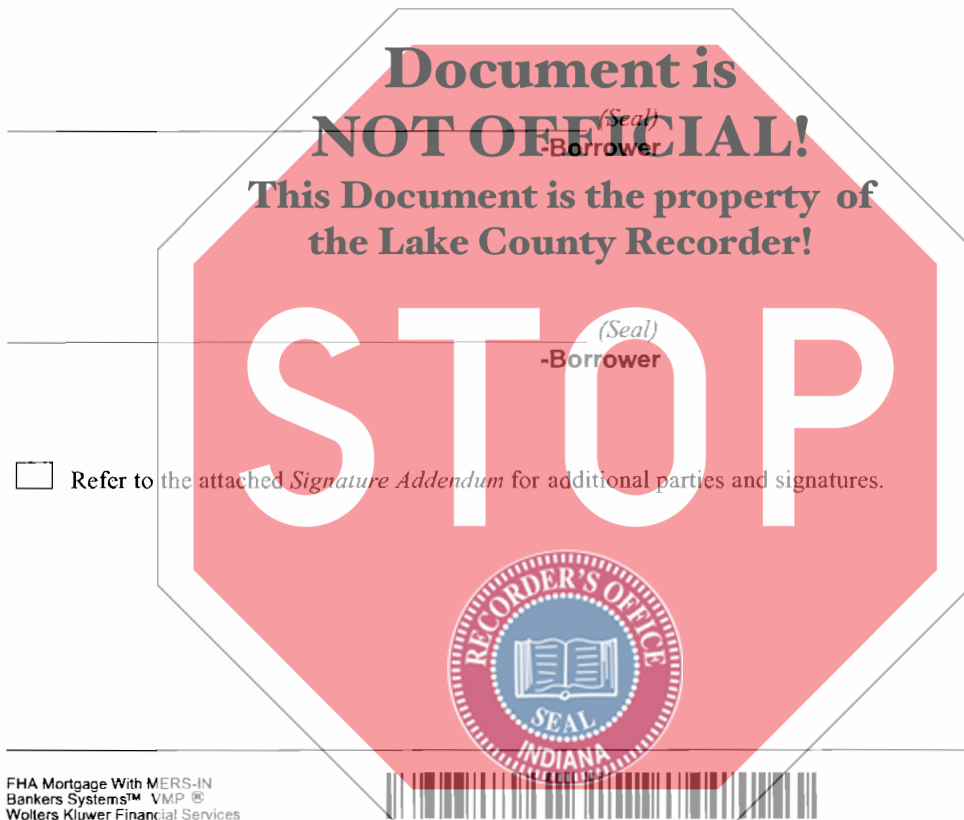 Document is
(Seal)
NOT OFFICIAL!
-Borrower
This Document is the property of
the Lake County Recorder!
STOP
(Seal)
-Borrower
Refer to the attached Signature Addendum for additional parties and signatures.
RECORDER'S OFFICE
SEAL
INDIANA
FHA Mortgage With MERS-IN
Bankers Systems™ VMP ®
Wolters Kluwer Financial Services